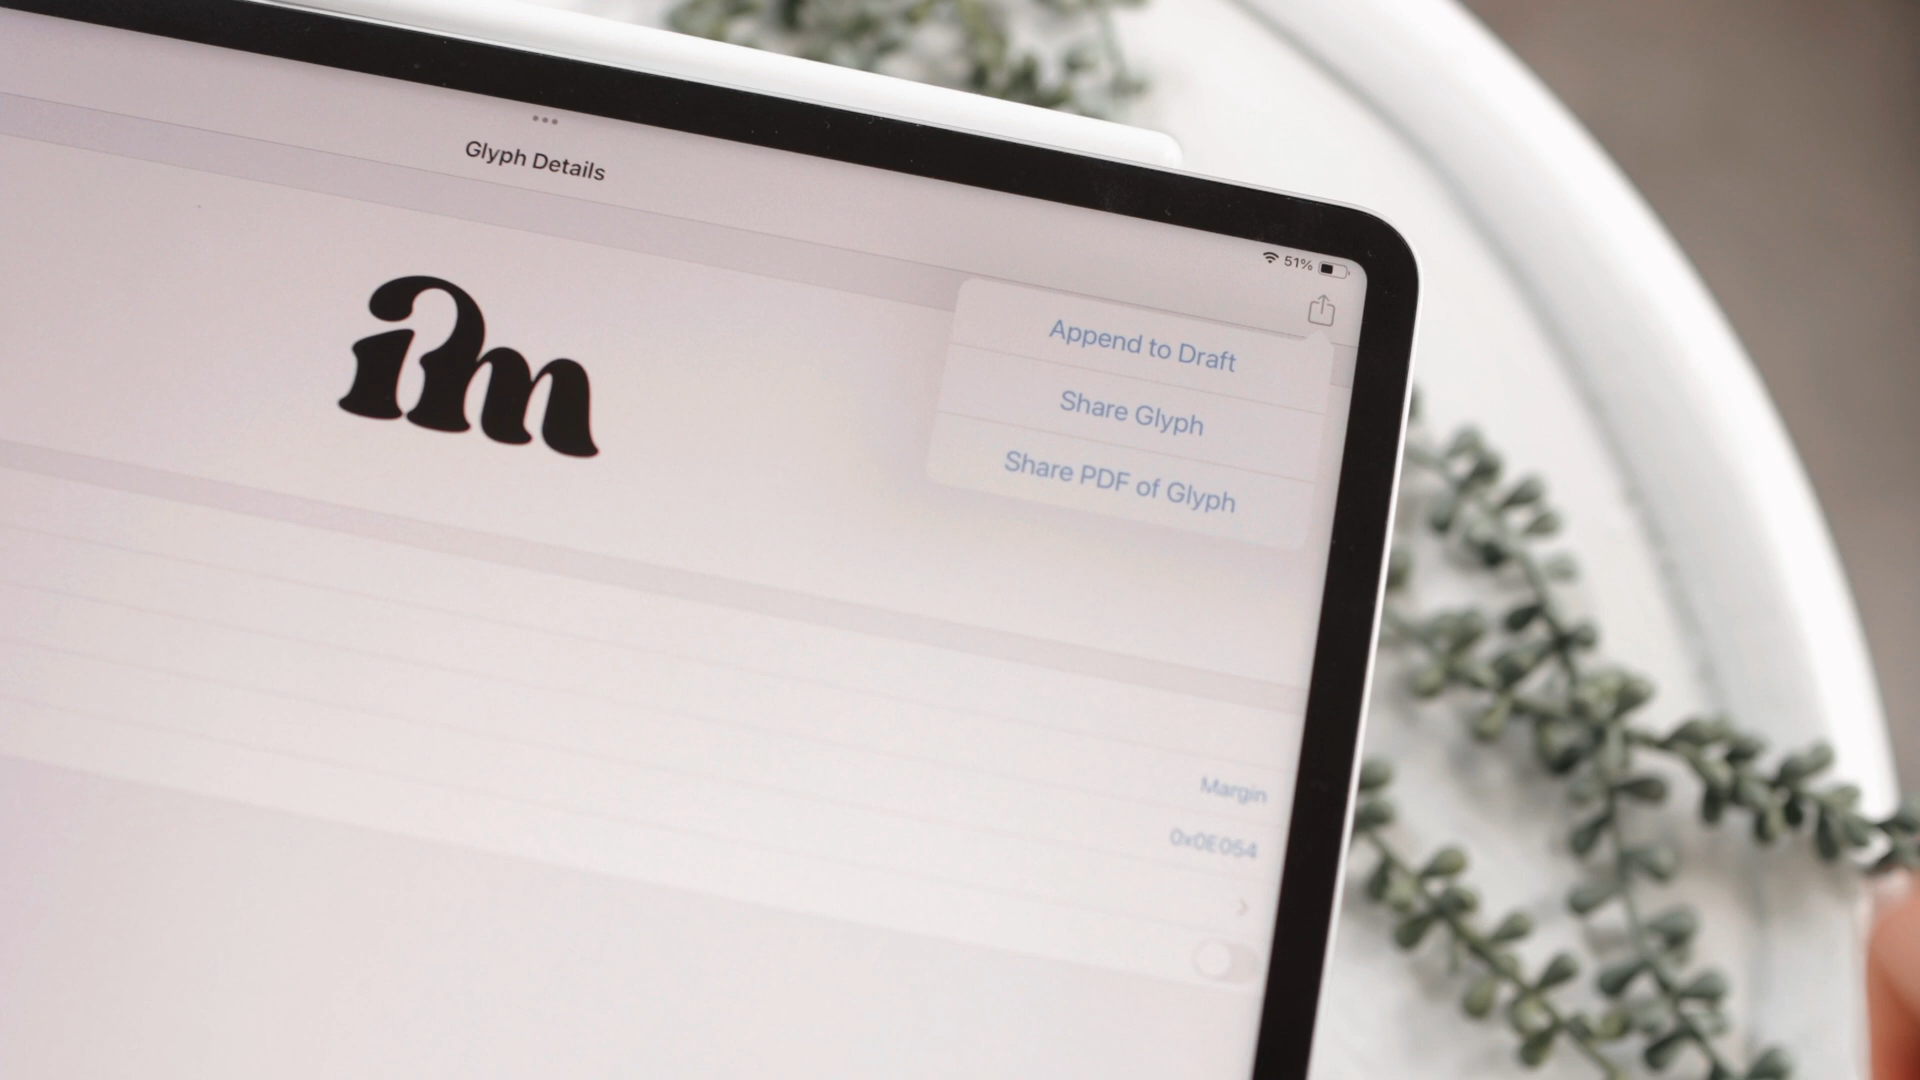 Glyph Details
51%
im
Append to Draft
Share Glyph
Share PDF of Glyph
Margin
0x0E054